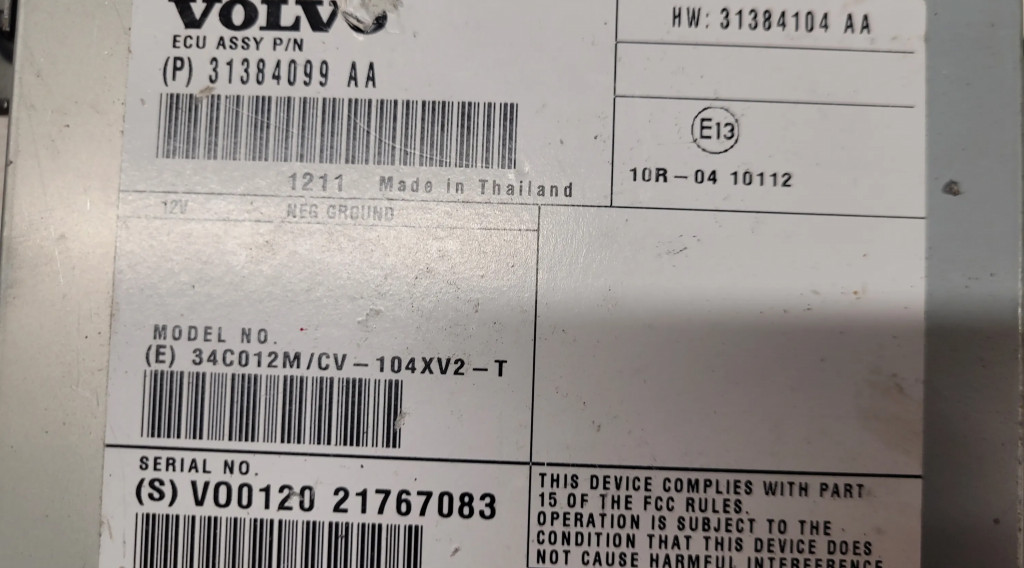 VOLVO
ECU ASSY P/N
(P) 31384099 AA
1211 Made in Thailand
HW: 31384104 AA
E13
10R-04 10112
12V NEG GROUND
MODEL NO.
(E) 34C012M/CV-104XV2-T
SERIAL NO.
(S) V00120 21767083
THIS DEVICE COMPLIES WITH PART
15 OF THE FCC RULES.
OPERATION IS SUBJECT TO THE
CONDITION THAT THIS DEVICE DOES
NOT CAUSE HARMFUL INTERFERENCE